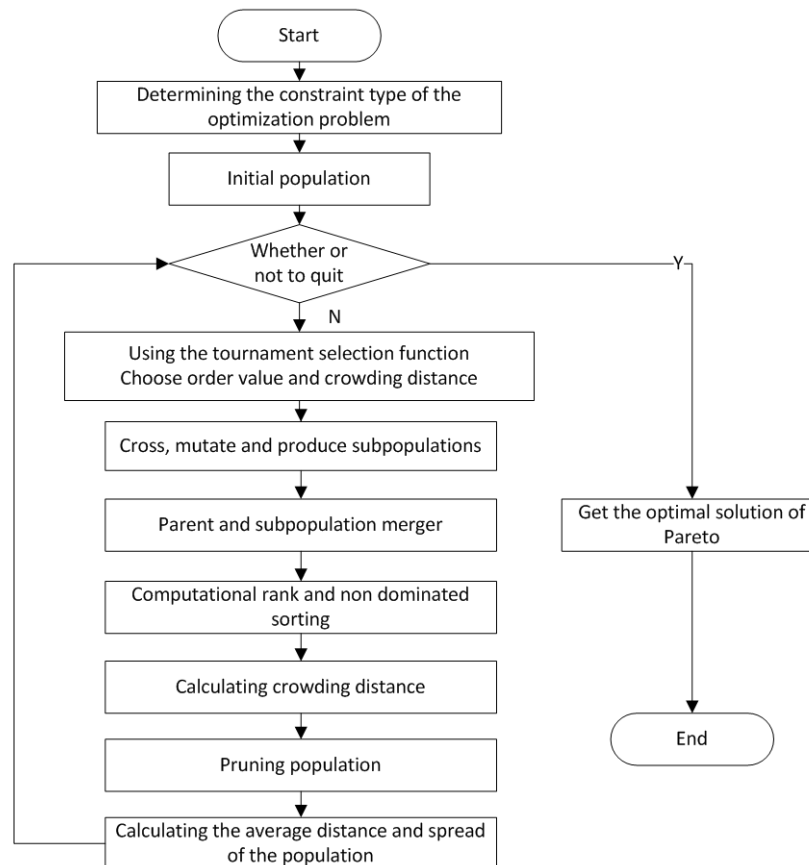 Start
Determining the constraint type of the
optimization problem
Initial population
Whether or
not to quit
Y
N
Using the tournament selection function
Choose order value and crowding distance
Cross, mutate and produce subpopulations
Parent and subpopulation merger
Get the optimal solution of
Pareto
Computational rank and non dominated
sorting
Calculating crowding distance
End
Pruning population
Calculating the average distance and spread
of the population